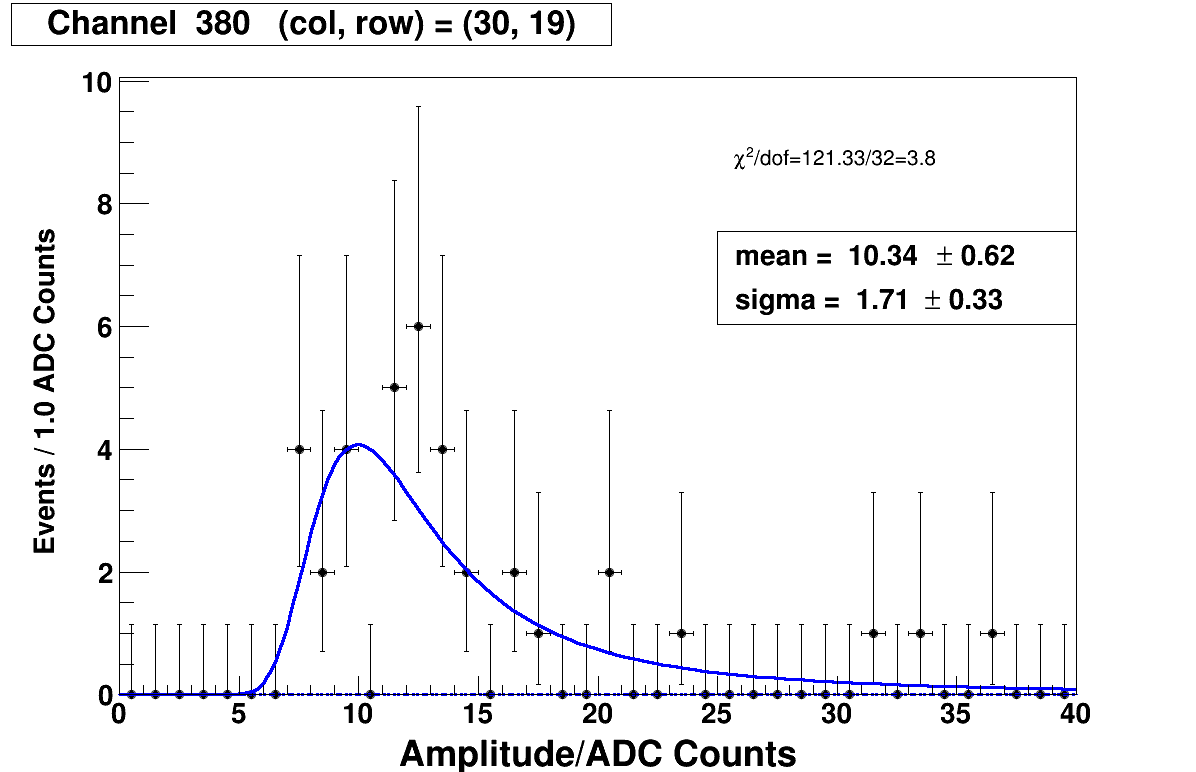 Channel 380 (col, row) = (30, 19)
10
8
6
4
2
0
Events / 1.0 ADC Counts
χ²/dof=121.33/32=3.8
mean = 10.34 ± 0.62
sigma = 1.71 ± 0.33
0 5 10 15 20 25 30 35 40
Amplitude/ADC Counts